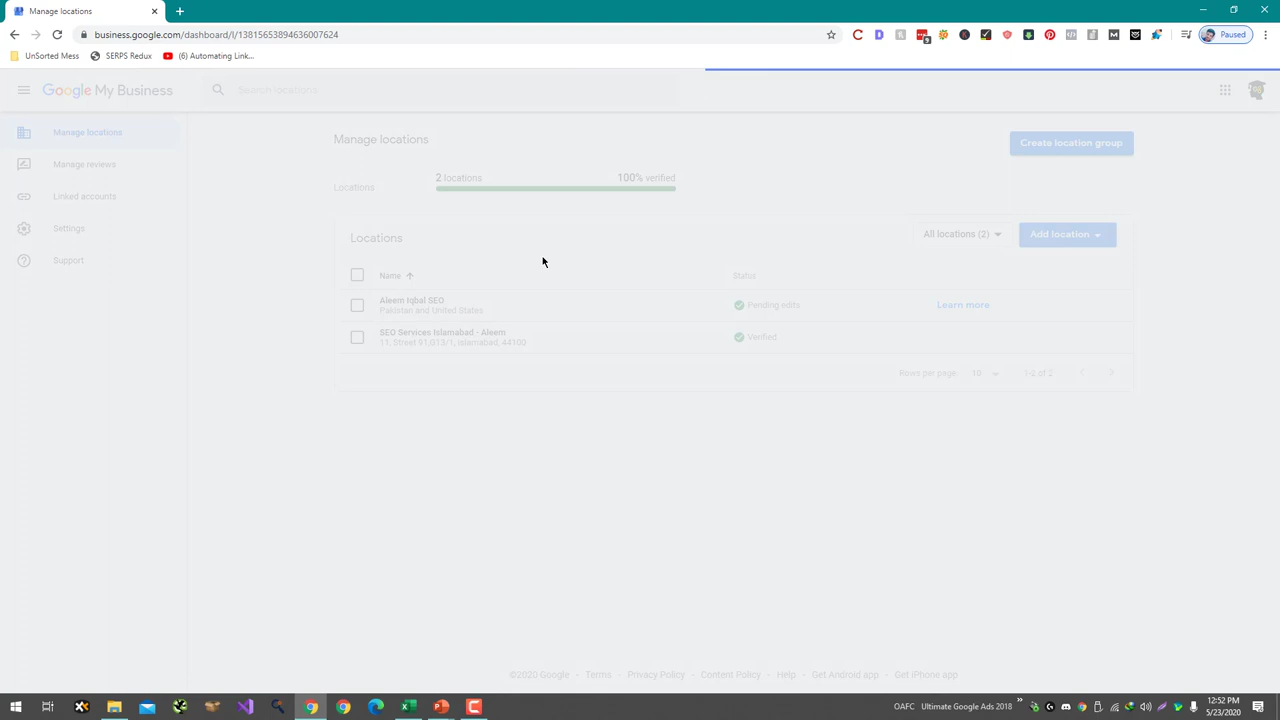 Manage locations
business.google.com/dashboard/l/13815653894636007624
Paused
UnSorted Mess
SERPS Redux
(6) Automating Link...
Google My Business
Search locations
Manage locations
Manage reviews
Linked accounts
Settings
Support
Manage locations
Create location group
Locations
2 locations
100% verified
Locations
All locations (2)
Add location
Name
Status
Aleem Iqbal SEO
Pakistan and United States
Pending edits
Learn more
SEO Services Islamabad - Aleem
11, Street 91,G13/1, Islamabad, 44100
Verified
Rows per page:
10
1-2 of 2
©2020 Google - Terms - Privacy Policy - Content Policy - Help - Get Android app - Get iPhone app
OAFC
Ultimate Google Ads 2018
12:52 PM
5/23/2020